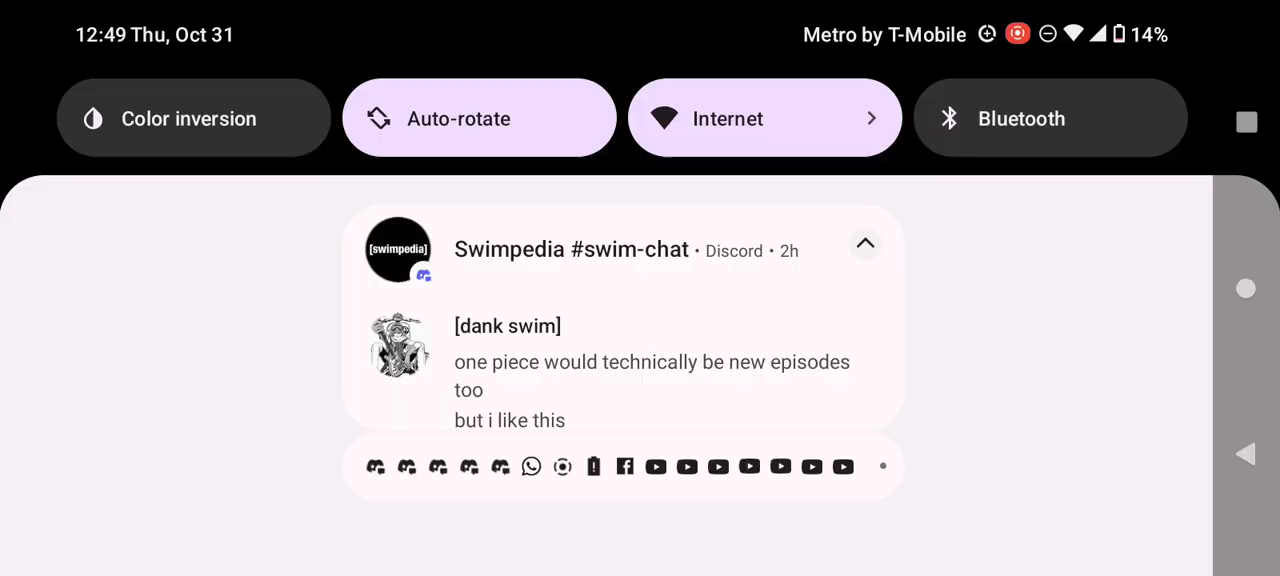 12:49 Thu, Oct 31
Metro by T-Mobile 14%
Color inversion
Auto-rotate
Internet
Bluetooth
[swimpedia]
Swimpedia #swim-chat • Discord • 2h
[dank swim]
one piece would technically be new episodes
too
but i like this